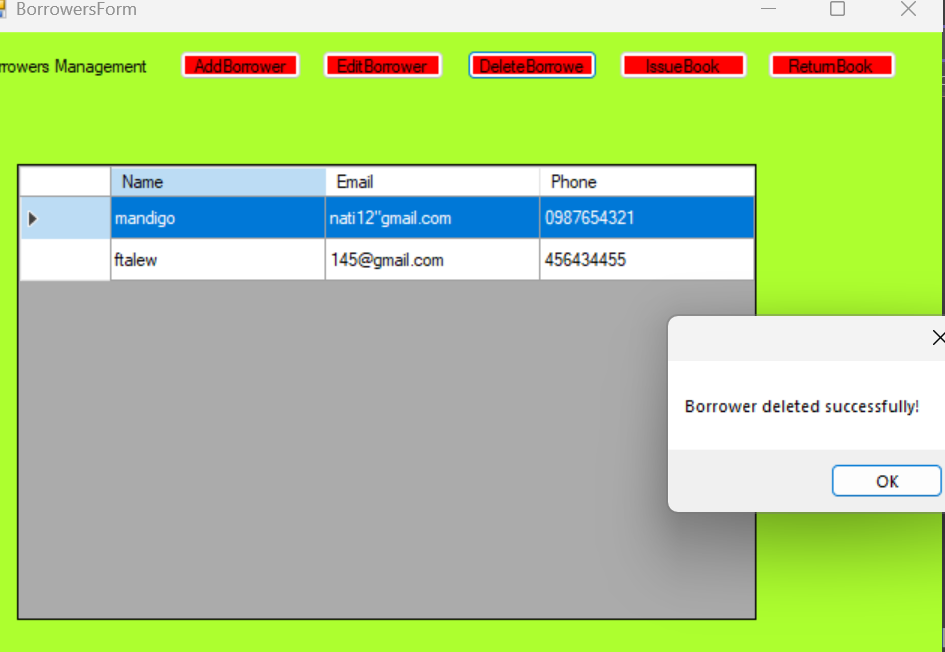 BorrowersForm
rrowers Management AddBorrower EditBorrower DeleteBorrowe IssueBook ReturnBook
Name Email Phone
mandigo nati12"gmail.com 0987654321
ftalew 145@gmail.com 456434455
Borrower deleted successfully!
OK